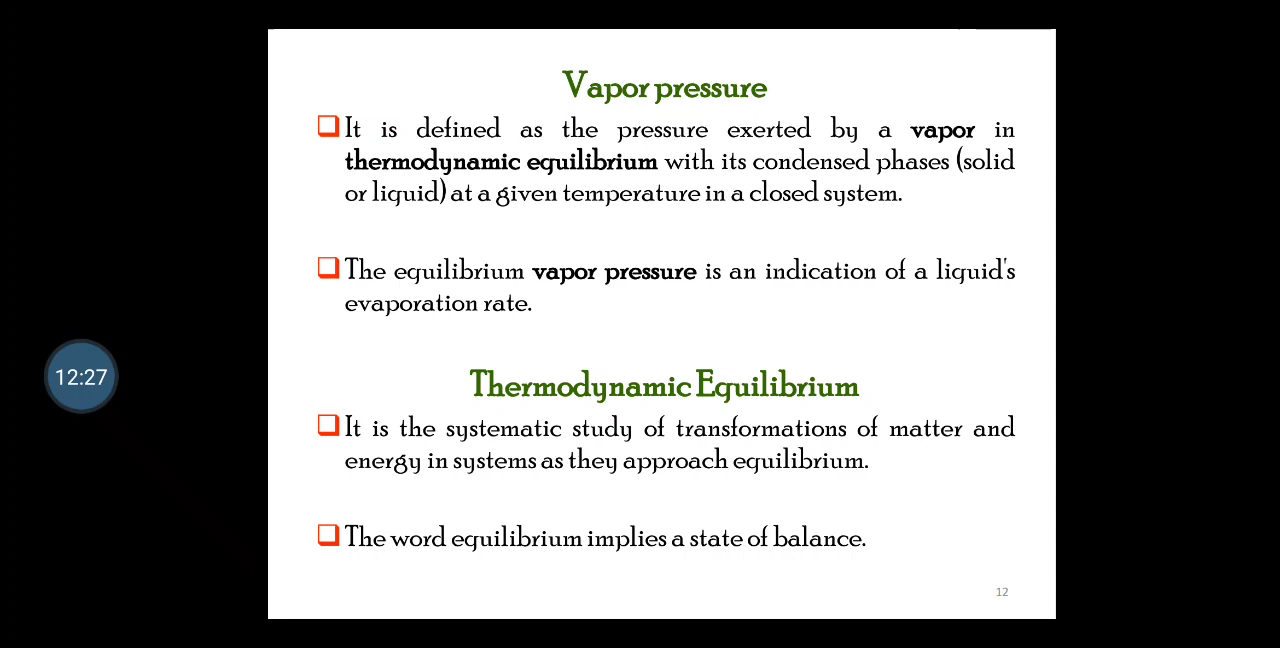 Vapor pressure
It is defined as the pressure exerted by a vapor in
thermodynamic equilibrium with its condensed phases (solid
or liquid) at a given temperature in a closed system.
The equilibrium vapor pressure is an indication of a liquid's
evaporation rate.
12:27
Thermodynamic Equilibrium
It is the systematic study of transformations of matter and
energy in systems as they approach equilibrium.
The word equilibrium implies a state of balance.
12